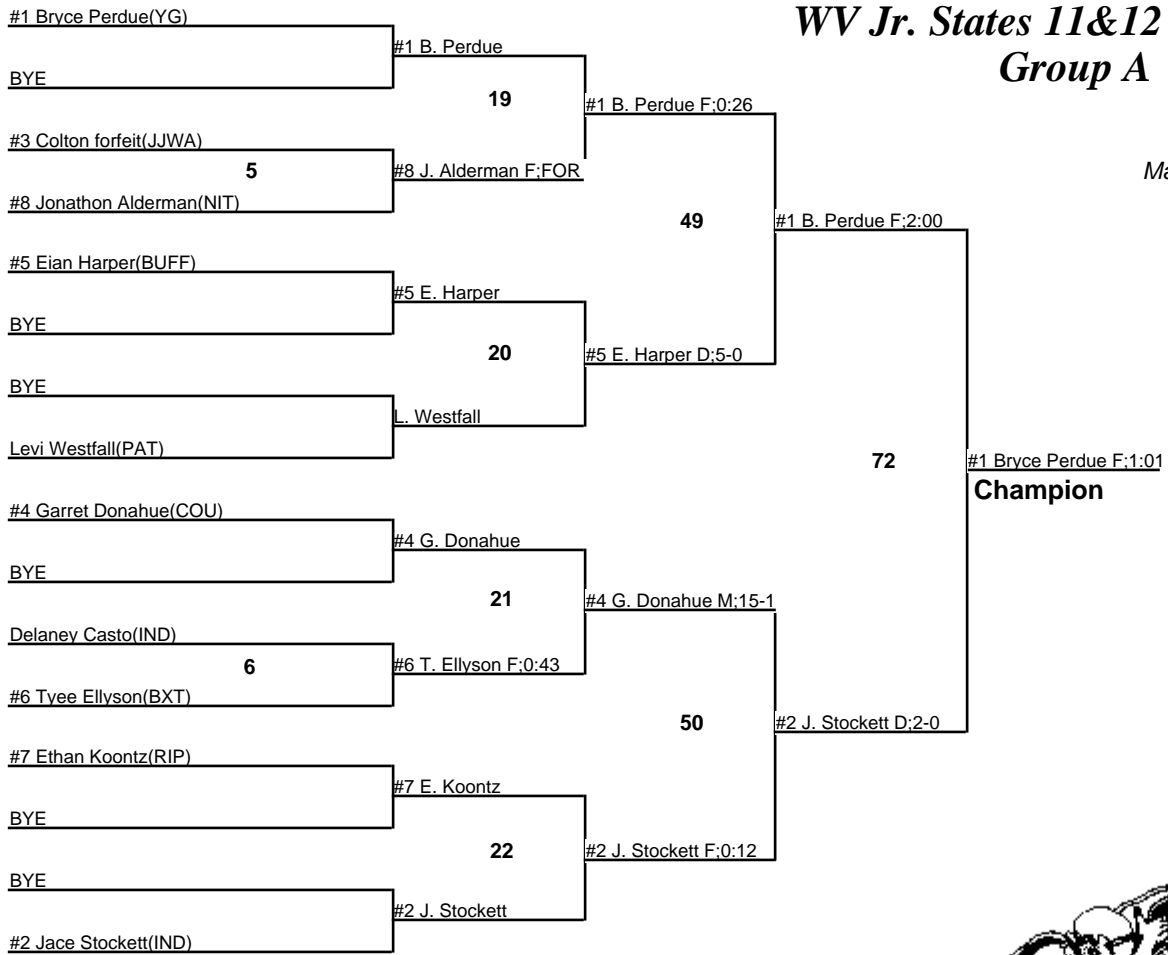 WV Jr. States 11&12
Group A
Ma
#1 Bryce Perdue(YG)
BYE
#3 Colton forfeit(JJWA)
5
#8 Jonathon Alderman(NIT)
#5 Eian Harper(BUFF)
BYE
BYE
Levi Westfall(PAT)
#4 Garret Donahue(COU)
BYE
Delaney Casto(IND)
6
#6 Tyee Ellyson(BXT)
#7 Ethan Koontz(RIP)
BYE
BYE
#2 Jace Stockett(IND)
#1 B. Perdue
19
#8 J. Alderman F;FOR
#5 E. Harper
20
L. Westfall
#4 G. Donahue
21
#6 T. Ellyson F;0:43
#7 E. Koontz
22
#2 J. Stockett
#1 B. Perdue F;0:26
49
#5 E. Harper D;5-0
#4 G. Donahue M;15-1
50
#2 J. Stockett F;0:12
#1 B. Perdue F;2:00
72
#2 J. Stockett D;2-0
#1 Bryce Perdue F;1:01
Champion